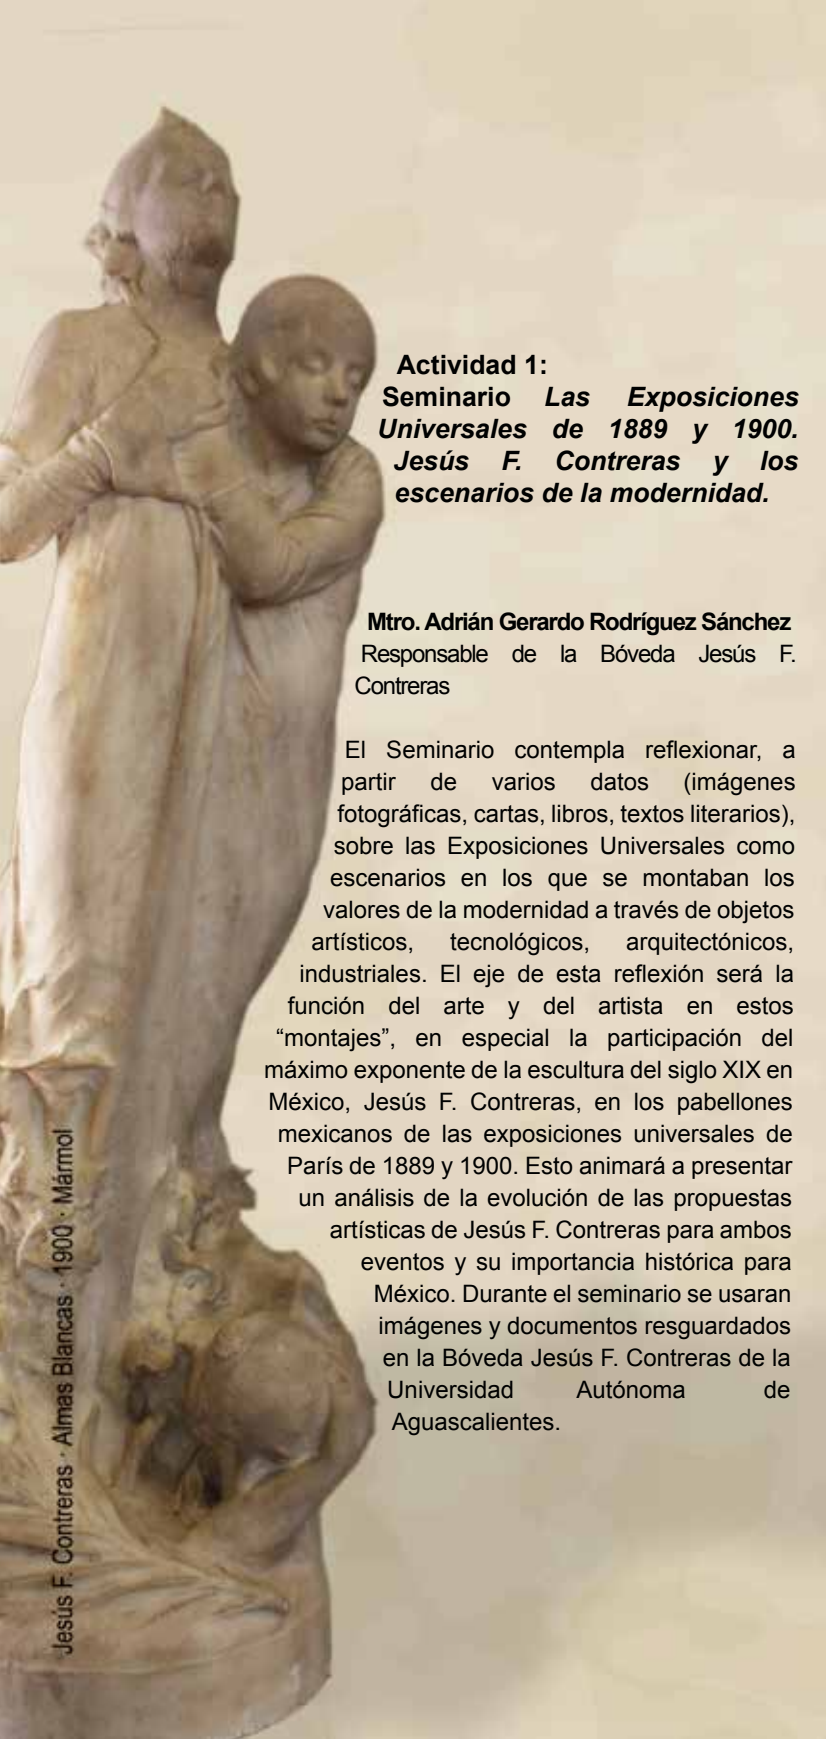 Actividad 1:
Seminario Las Exposiciones
Universales de 1889 y 1900.
Jesús F. Contreras y los
escenarios de la modernidad.
Mtro. Adrián Gerardo Rodríguez Sánchez
Responsable de la Bóveda Jesús F.
Contreras
El Seminario contempla reflexionar, a
partir de varios datos (imágenes
fotográficas, cartas, libros, textos literarios),
sobre las Exposiciones Universales como
escenarios en los que se montaban los
valores de la modernidad a través de objetos
artísticos, tecnológicos, arquitectónicos,
industriales. El eje de esta reflexión será la
función del arte y del artista en estos
“montajes”, en especial la participación del
máximo exponente de la escultura del siglo XIX en
México, Jesús F. Contreras, en los pabellones
mexicanos de las exposiciones universales de
París de 1889 y 1900. Esto animará a presentar
un análisis de la evolución de las propuestas
artísticas de Jesús F. Contreras para ambos
eventos y su importancia histórica para
México. Durante el seminario se usaran
imágenes y documentos resguardados
en la Bóveda Jesús F. Contreras de la
Universidad Autónoma de
Aguascalientes.
Jesús F. Contreras · Almas Blancas · 1900 · Mármol